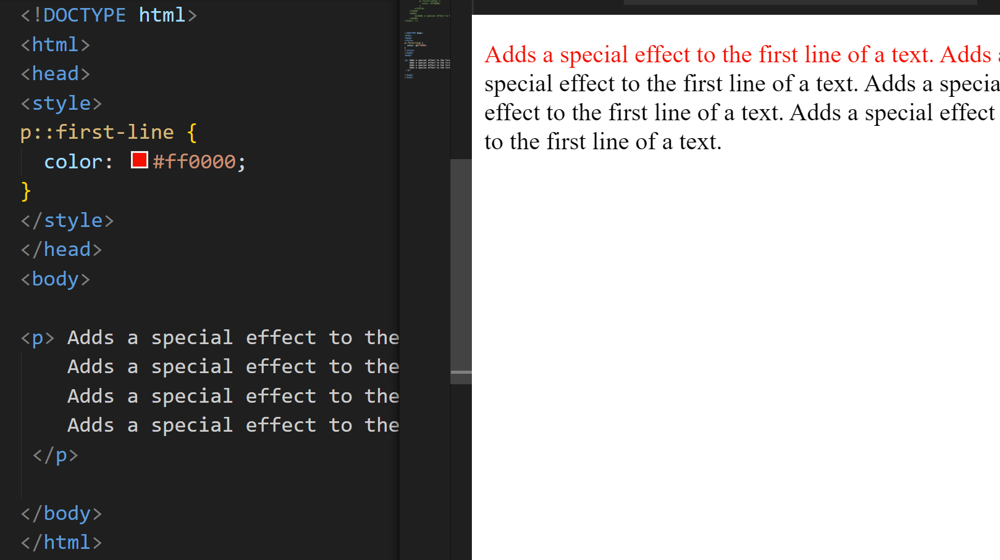 <!DOCTYPE html>
<html>
<head>
<style>
p::first-line {
color: #ff0000;
}
</style>
</head>
<body>
<p> Adds a special effect to the
Adds a special effect to the
Adds a special effect to the
Adds a special effect to the
</p>
</body>
</html>
Adds a special effect to the first line of a text. Adds a
special effect to the first line of a text. Adds a specia
effect to the first line of a text. Adds a special effect
to the first line of a text.